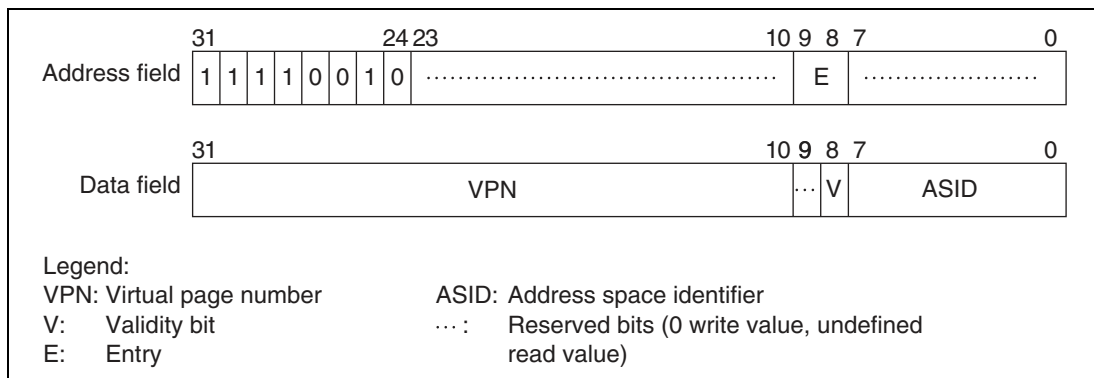 31 24 23 10 9 8 7 0
Address field 1 1 1 1 0 0 1 0 ··· E ···
31 10 9 8 7 0
Data field VPN ··· V ASID
Legend:
VPN: Virtual page number ASID: Address space identifier
V: Validity bit ··· : Reserved bits (0 write value, undefined
E: Entry read value)